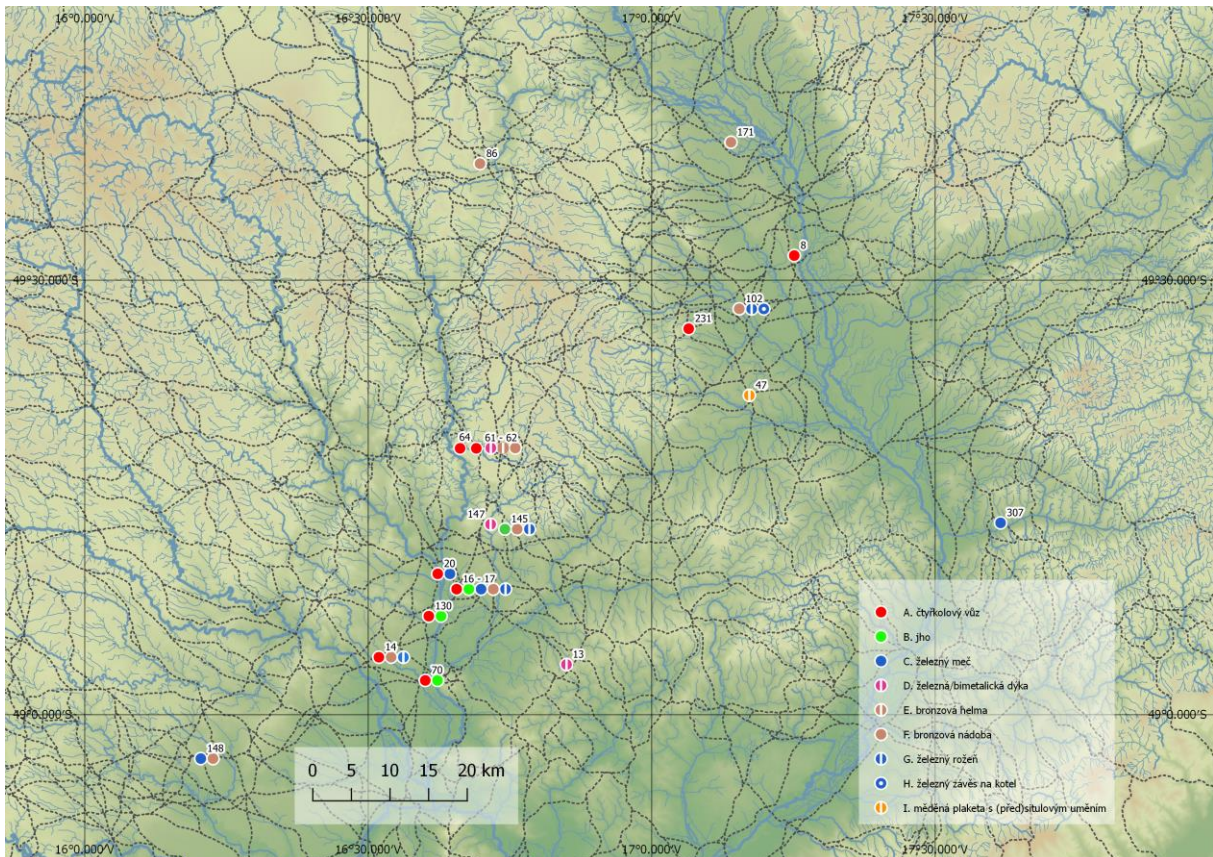 16°0.000'V
16°30.000'V
17°0.000'V
17°30.000'V
171
86
8
49°30.000'S
49°30.000'S
102
231
47
64
61 - 62
147
145
307
20
16 - 17
130
14
13
70
148
49°0.000'S
49°0.000'S
A. čtyřkolový vůz
B. jho
C. železný meč
D. železná/bimetalická dýka
E. bronzová helma
F. bronzová nádoba
G. železný rožeň
H. železný závěs na kotel
I. měděná plaketa s (před)situlovým uměním
0 5 10 15 20 km
16°0.000'V
16°30.000'V
17°0.000'V
17°30.000'V